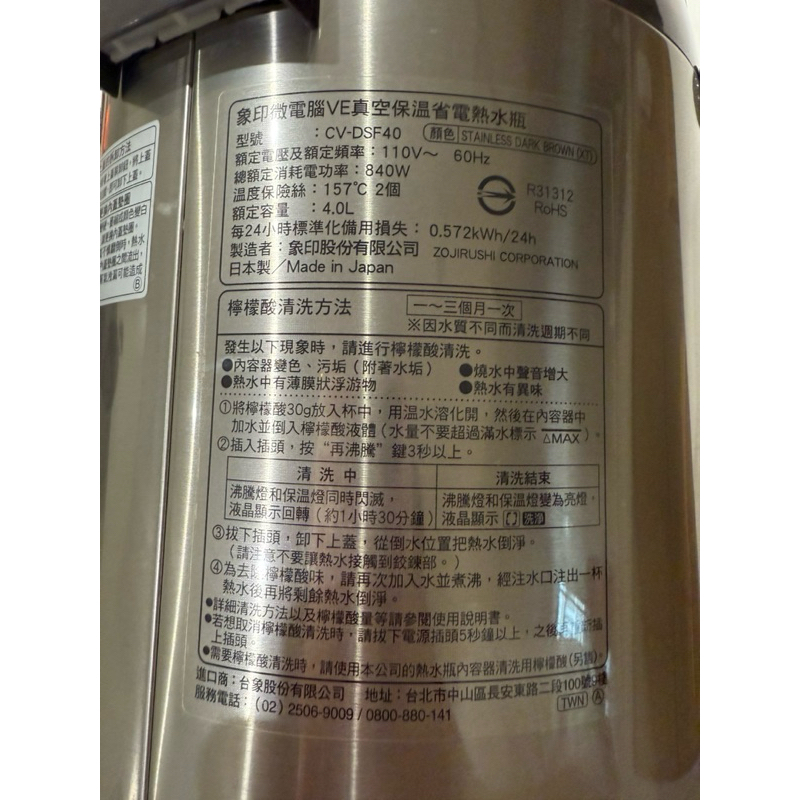 象印微電腦VE真空保温省電熱水瓶
型號 ：CV-DSF40 顏色 STAINLESS DARK BROWN (XT)
額定電壓及額定頻率：110V～ 60Hz
總額定消耗電功率：840W
温度保險絲：157℃ 2個
額定容量 ：4.0L
每24小時標準化備用損失：0.572kWh/24h
製造者：象印股份有限公司 ZOJIRUSHI CORPORATION
日本製／Made in Japan
R31312
RoHS
檸檬酸清洗方法 一～三個月一次
※因水質不同而清洗週期不同
發生以下現象時，請進行檸檬酸清洗。
●內容器變色、污垢（附著水垢） ●燒水中聲音增大
●熱水中有薄膜狀浮游物 ●熱水有異味
①將檸檬酸30g放入杯中，用温水溶化開，然後在內容器中
加水並倒入檸檬酸液體（水量不要超過滿水標示 △MAX ）。
②插入插頭，按“再沸騰”鍵3秒以上。
清洗中 清洗結束
沸騰燈和保温燈同時閃滅， 沸騰燈和保温燈變為亮燈，
液晶顯示回轉（約1小時30分鐘） 液晶顯示 洗淨
③拔下插頭，卸下上蓋，從倒水位置把熱水倒淨。
（請注意不要讓熱水接觸到鉸鍊部。）
④為去除檸檬酸味，請再次加入水並煮沸，經注水口注出一杯
熱水後再將剩餘熱水倒淨。
●詳細清洗方法以及檸檬酸量等請參閱使用說明書。
●若想取消檸檬酸清洗時，請拔下電源插頭5秒鐘以上，之後再重新插
上插頭。
●需要檸檬酸清洗時，請使用本公司的熱水瓶內容器清洗用檸檬酸(另售)。
進口商：台象股份有限公司 地址：台北市中山區長安東路二段100號9樓
服務電話：(02) 2506-9009 / 0800-880-141 TWN Ⓐ